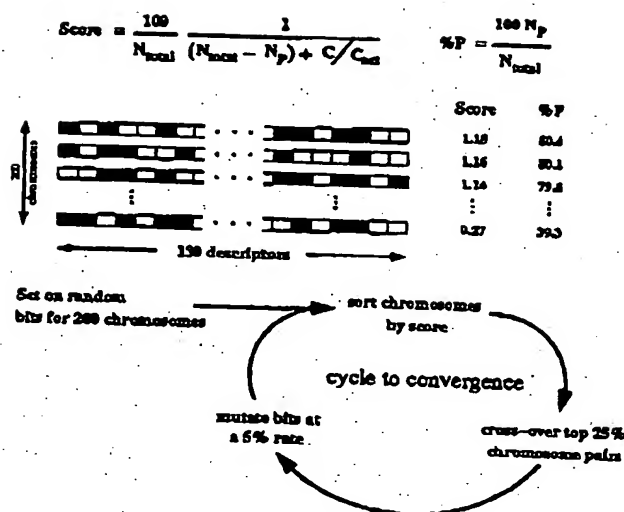 Score = 100 / N_total 1 / (N_total − N_p) + C/C_tot %P = 100 N_p / N_total
Score %P
1.18 80.4
1.16 80.1
1.14 79.8
0.27 39.3
200 chromosomes
130 descriptors
Set on random
bits for 200 chromosomes
sort chromosomes
by score
cycle to convergence
mutate bits at
a 5% rate
cross-over top 25%
chromosome pairs